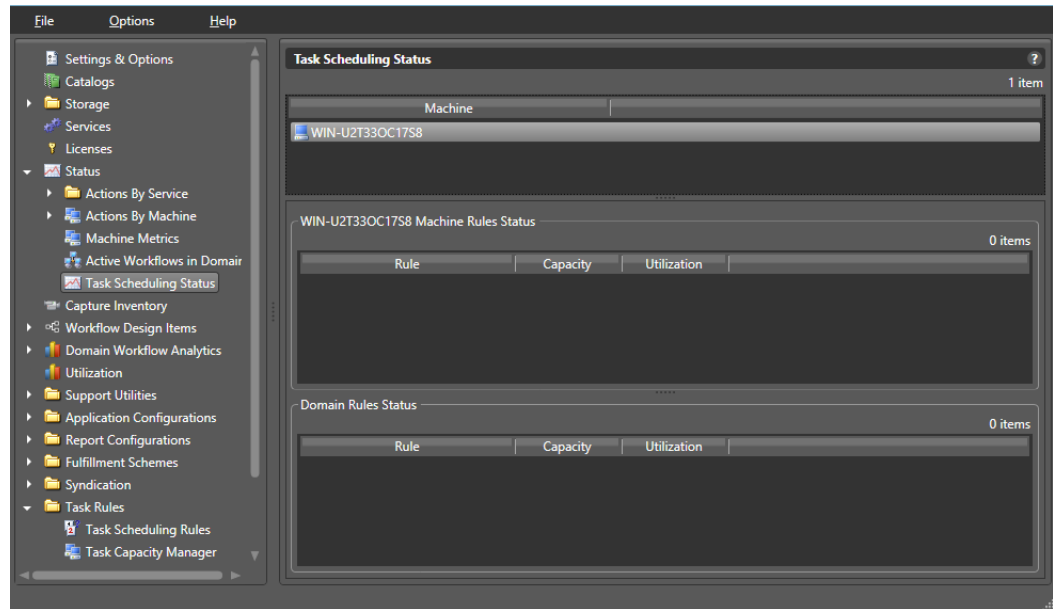 File Options Help
Settings & Options
Catalogs
Storage
Services
Licenses
Status
Actions By Service
Actions By Machine
Machine Metrics
Active Workflows in Domain
Task Scheduling Status
Capture Inventory
Workflow Design Items
Domain Workflow Analytics
Utilization
Support Utilities
Application Configurations
Report Configurations
Fulfillment Schemes
Syndication
Task Rules
Task Scheduling Rules
Task Capacity Manager
Task Scheduling Status ?
1 item
Machine
WIN-U2T33OC17S8
WIN-U2T33OC17S8 Machine Rules Status
0 items
Rule Capacity Utilization
Domain Rules Status
0 items
Rule Capacity Utilization